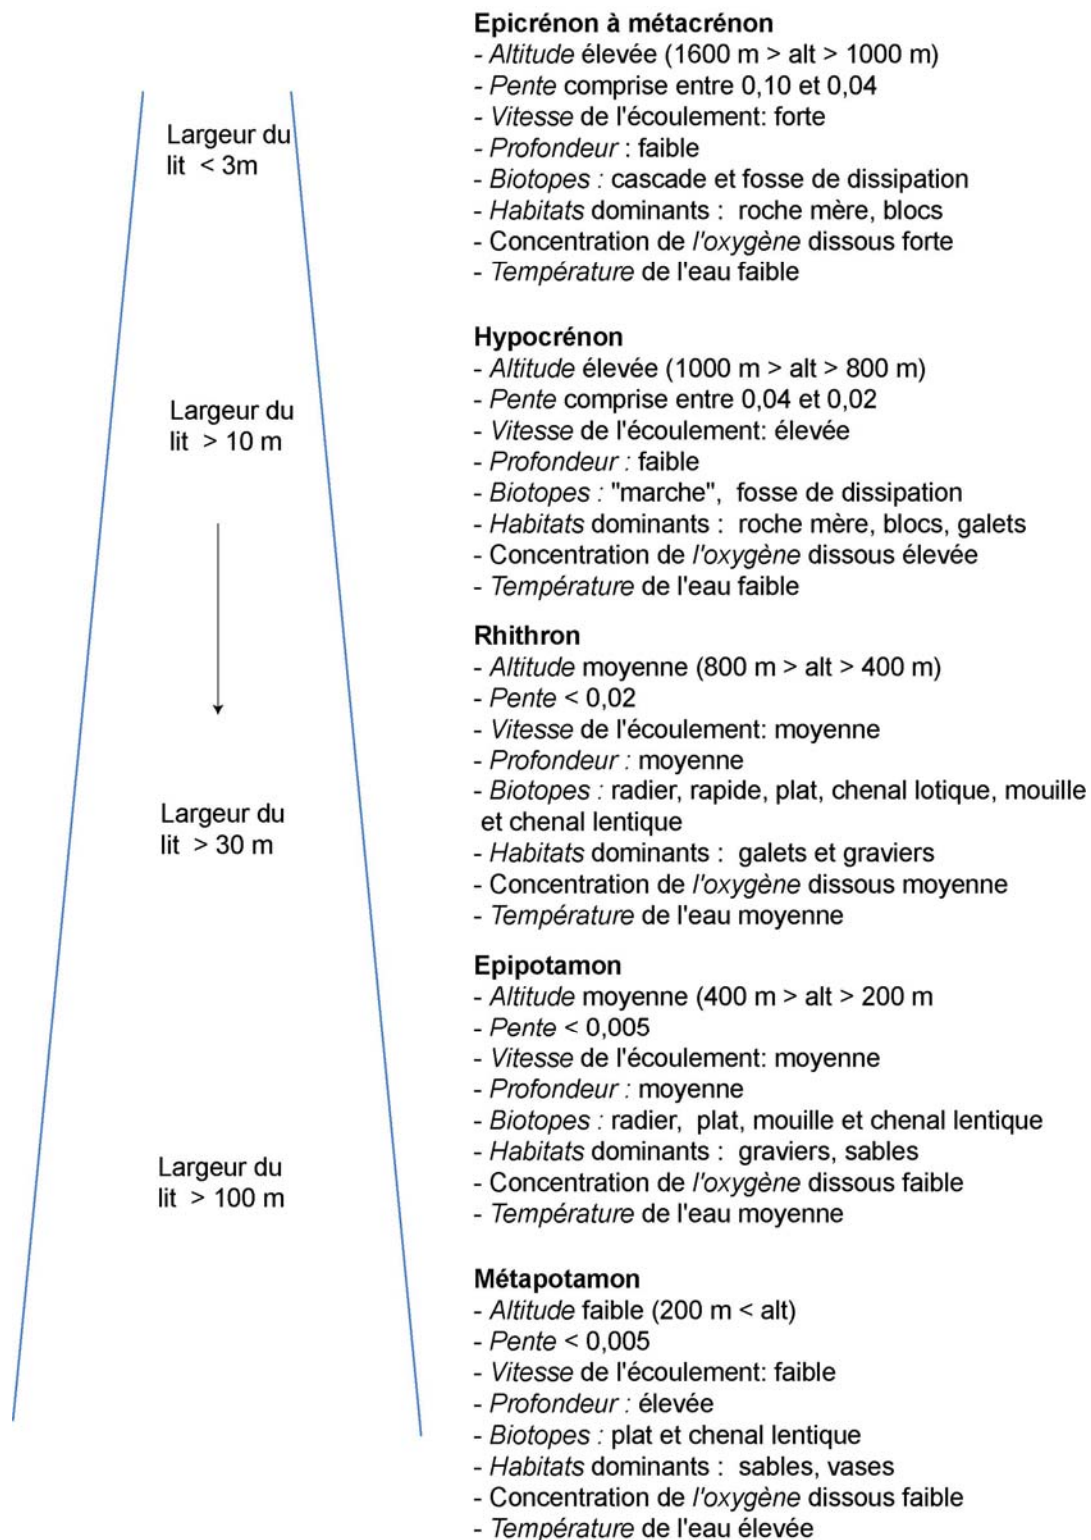 Epicrénon à métacrénon
- Altitude élevée (1600 m > alt > 1000 m)
- Pente comprise entre 0,10 et 0,04
- Vitesse de l'écoulement: forte
- Profondeur : faible
- Biotopes : cascade et fosse de dissipation
- Habitats dominants : roche mère, blocs
- Concentration de l'oxygène dissous forte
- Température de l'eau faible
Largeur du
lit < 3m
Hypocrénon
- Altitude élevée (1000 m > alt > 800 m)
- Pente comprise entre 0,04 et 0,02
- Vitesse de l'écoulement: élevée
- Profondeur : faible
- Biotopes : "marche", fosse de dissipation
- Habitats dominants : roche mère, blocs, galets
- Concentration de l'oxygène dissous élevée
- Température de l'eau faible
Largeur du
lit > 10 m
Rhithron
- Altitude moyenne (800 m > alt > 400 m)
- Pente < 0,02
- Vitesse de l'écoulement: moyenne
- Profondeur : moyenne
- Biotopes : radier, rapide, plat, chenal lotique, mouille
et chenal lentique
- Habitats dominants : galets et graviers
- Concentration de l'oxygène dissous moyenne
- Température de l'eau moyenne
Largeur du
lit > 30 m
Epipotamon
- Altitude moyenne (400 m > alt > 200 m
- Pente < 0,005
- Vitesse de l'écoulement: moyenne
- Profondeur : moyenne
- Biotopes : radier, plat, mouille et chenal lentique
- Habitats dominants : graviers, sables
- Concentration de l'oxygène dissous faible
- Température de l'eau moyenne
Largeur du
lit > 100 m
Métapotamon
- Altitude faible (200 m < alt)
- Pente < 0,005
- Vitesse de l'écoulement: faible
- Profondeur : élevée
- Biotopes : plat et chenal lentique
- Habitats dominants : sables, vases
- Concentration de l'oxygène dissous faible
- Température de l'eau élevée